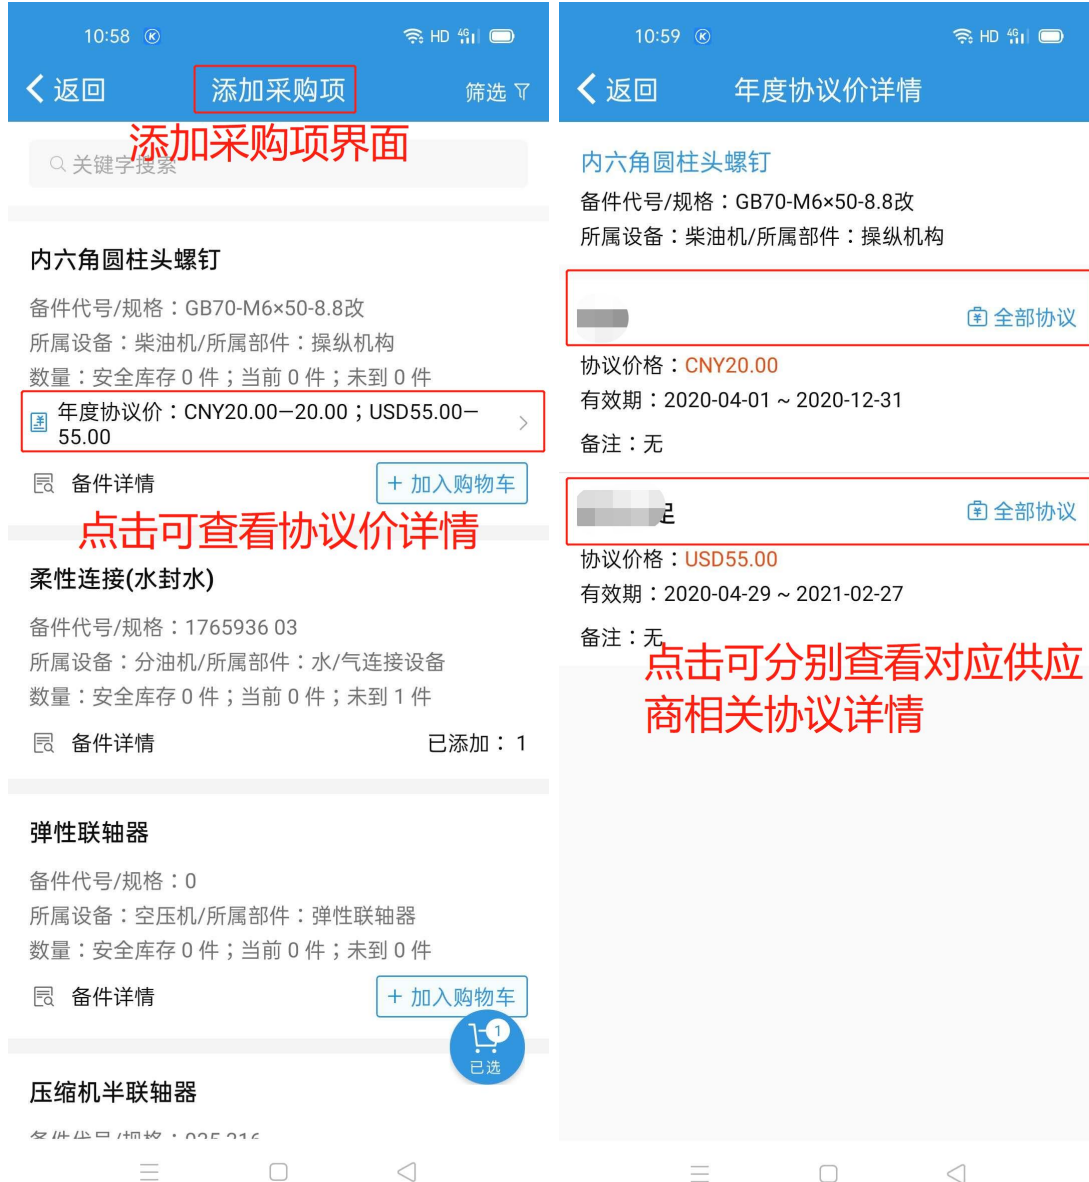 10:58
HD 4G
返回
添加采购项
筛选
添加采购项界面
关键字搜索
内六角圆柱头螺钉
备件代号/规格：GB70-M6×50-8.8改
所属设备：柴油机/所属部件：操纵机构
数量：安全库存 0 件；当前 0 件；未到 0 件
年度协议价：CNY20.00—20.00；USD55.00—
55.00
备件详情
+ 加入购物车
点击可查看协议价详情
柔性连接(水封水)
备件代号/规格：1765936 03
所属设备：分油机/所属部件：水/气连接设备
数量：安全库存 0 件；当前 0 件；未到 1 件
备件详情
已添加： 1
弹性联轴器
备件代号/规格：0
所属设备：空压机/所属部件：弹性联轴器
数量：安全库存 0 件；当前 0 件；未到 0 件
备件详情
+ 加入购物车
1
已选
压缩机半联轴器
10:59
HD 4G
返回
年度协议价详情
内六角圆柱头螺钉
备件代号/规格：GB70-M6×50-8.8改
所属设备：柴油机/所属部件：操纵机构
全部协议
协议价格：CNY20.00
有效期：2020-04-01 ~ 2020-12-31
备注：无
全部协议
协议价格：USD55.00
有效期：2020-04-29 ~ 2021-02-27
备注：无
点击可分别查看对应供应
商相关协议详情